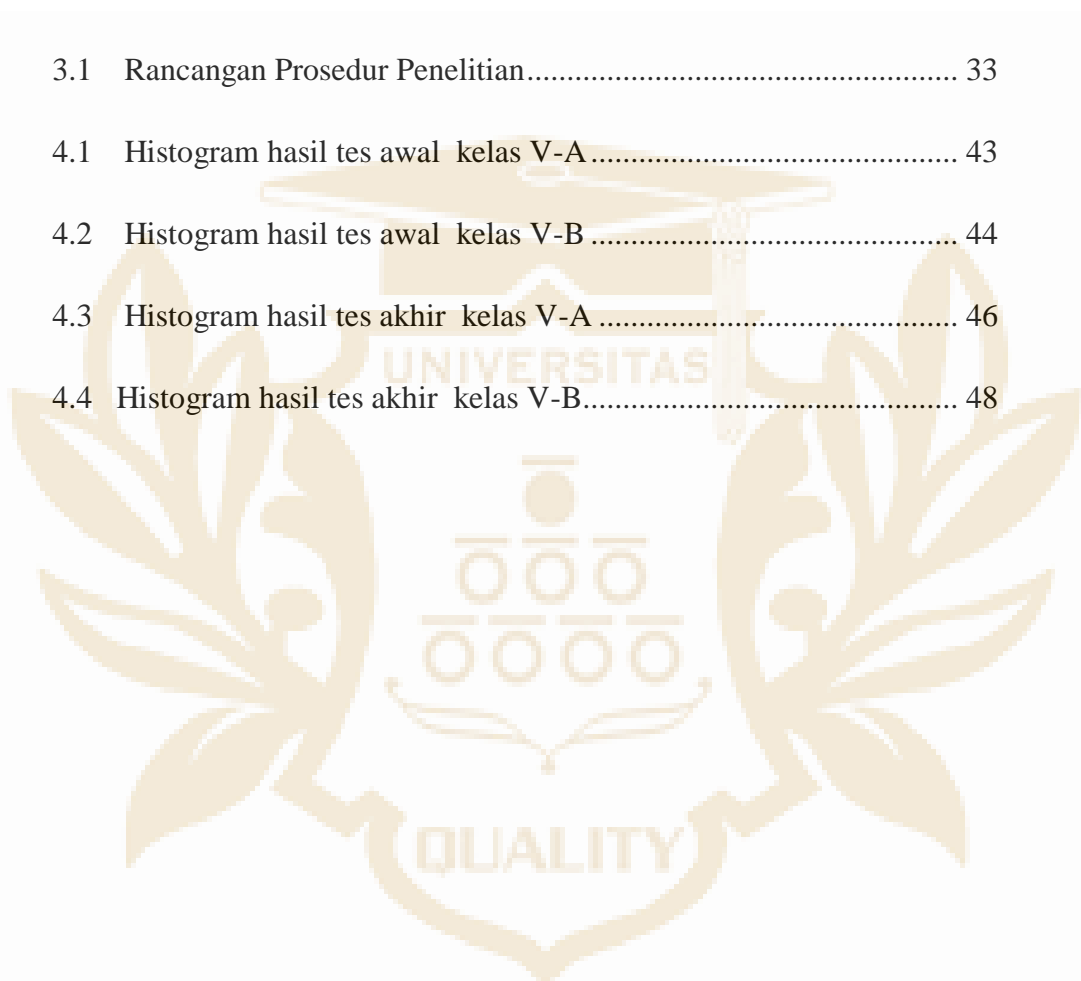 3.1 Rancangan Prosedur Penelitian...................................................... 33
4.1 Histogram hasil tes awal kelas V-A.............................................. 43
4.2 Histogram hasil tes awal kelas V-B.............................................. 44
4.3 Histogram hasil tes akhir kelas V-A............................................. 46
UNIVERSITAS
4.4 Histogram hasil tes akhir kelas V-B............................................... 48
QUALITY